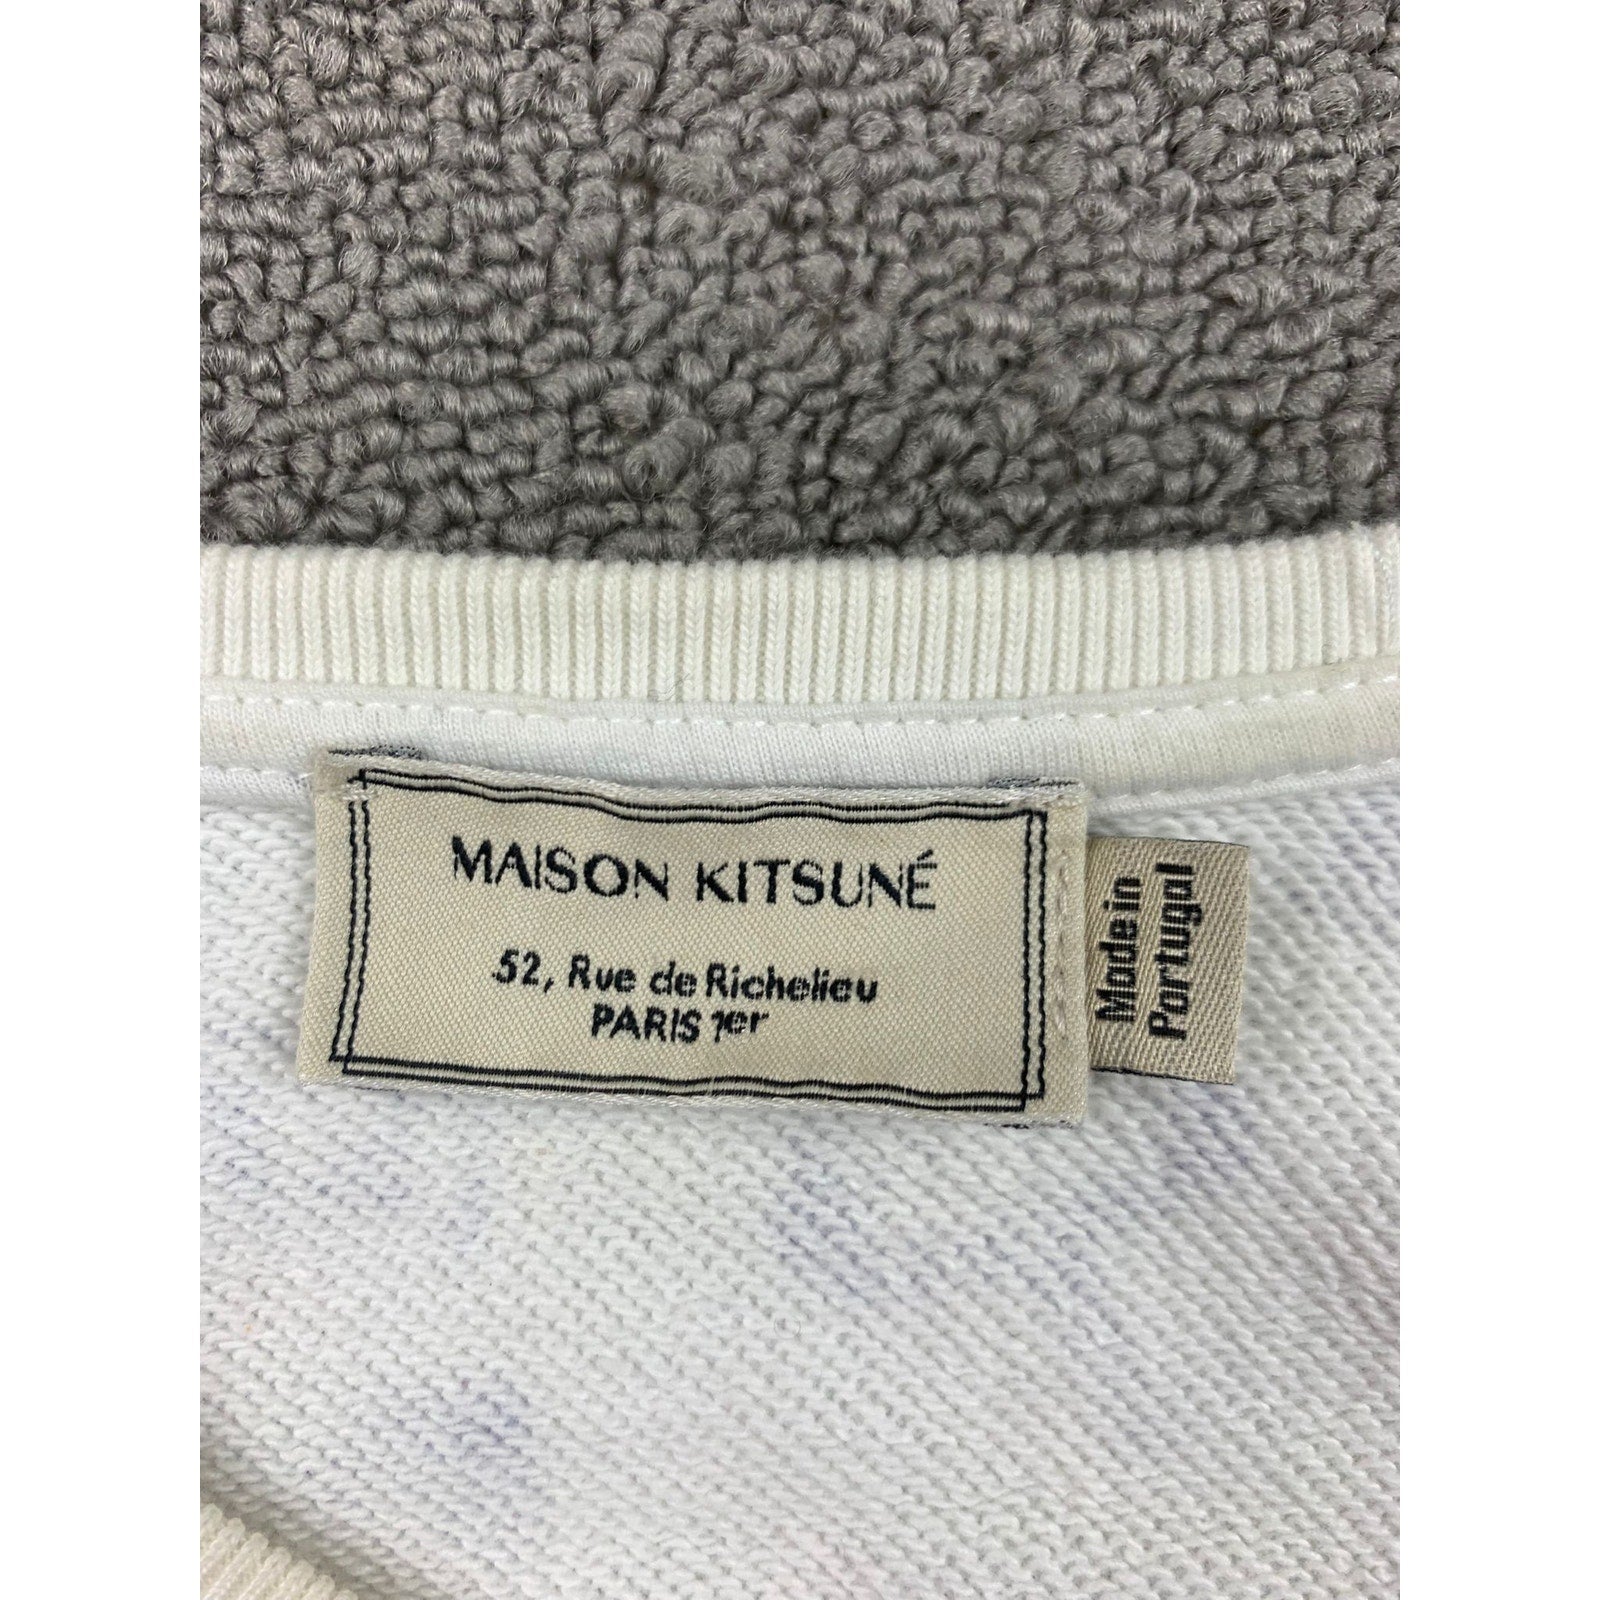 MAISON KITSUNÉ
52, Rue de Richelieu
PARIS 1er
Made in
Portugal